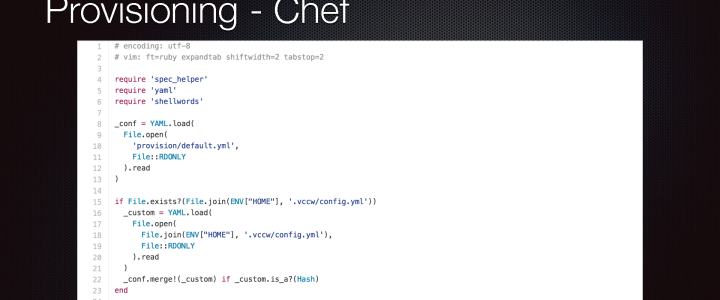 Provisioning - Chef
1 # encoding: utf-8
2 # vim: ft=ruby expandtab shiftwidth=2 tabstop=2
3
4 require 'spec_helper'
5 require 'yaml'
6 require 'shellwords'
7
8 _conf = YAML.load(
9   File.open(
10     'provision/default.yml',
11     File::RDONLY
12   ).read
13 )
14
15 if File.exists?(File.join(ENV["HOME"], '.vccw/config.yml'))
16   _custom = YAML.load(
17     File.open(
18       File.join(ENV["HOME"], '.vccw/config.yml'),
19       File::RDONLY
20     ).read
21   )
22   _conf.merge!(_custom) if _custom.is_a?(Hash)
23 end